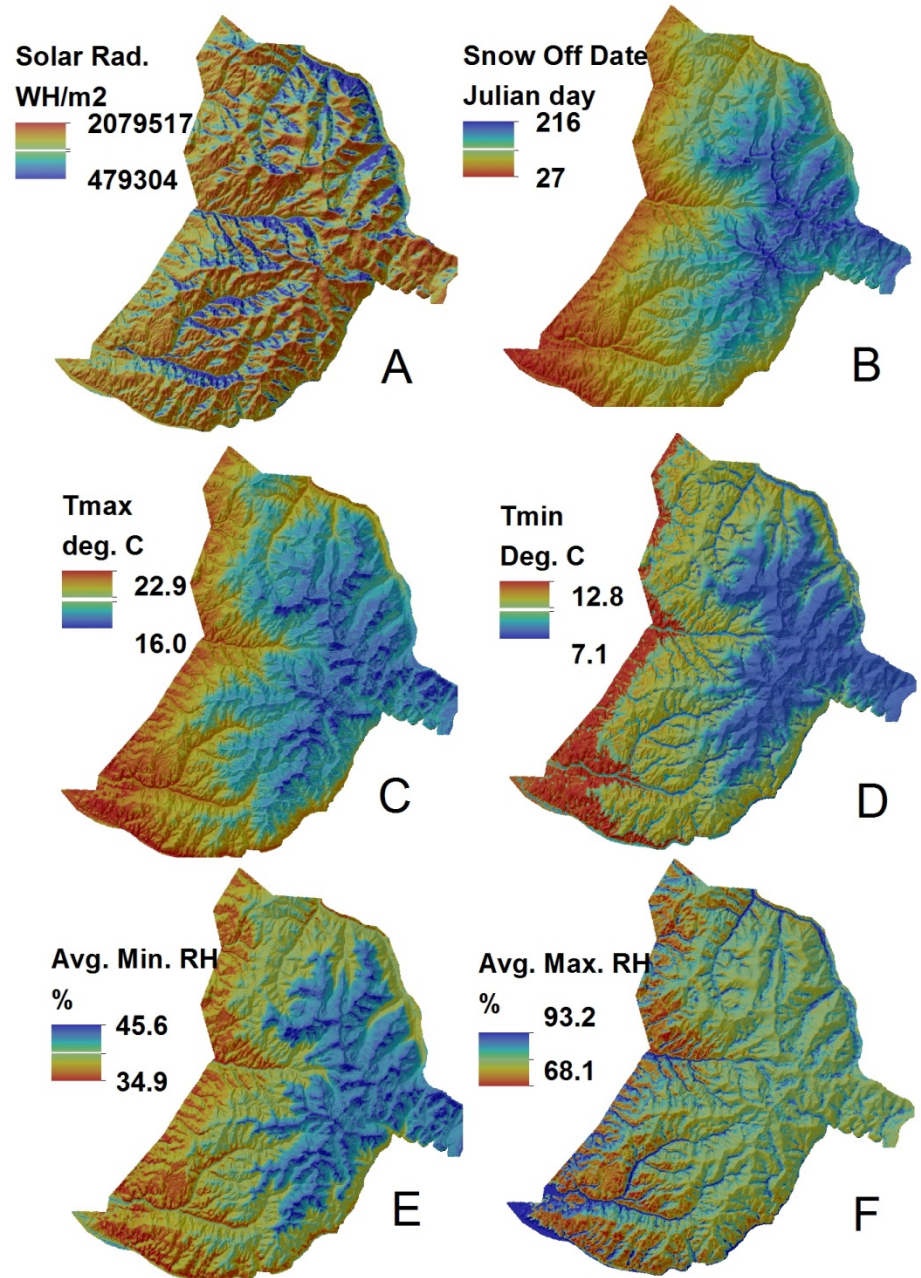 Solar Rad.
WH/m2
2079517
479304
A
Snow Off Date
Julian day
216
27
B
Tmax
deg. C
22.9
16.0
C
Tmin
Deg. C
12.8
7.1
D
Avg. Min. RH
%
45.6
34.9
E
Avg. Max. RH
%
93.2
68.1
F